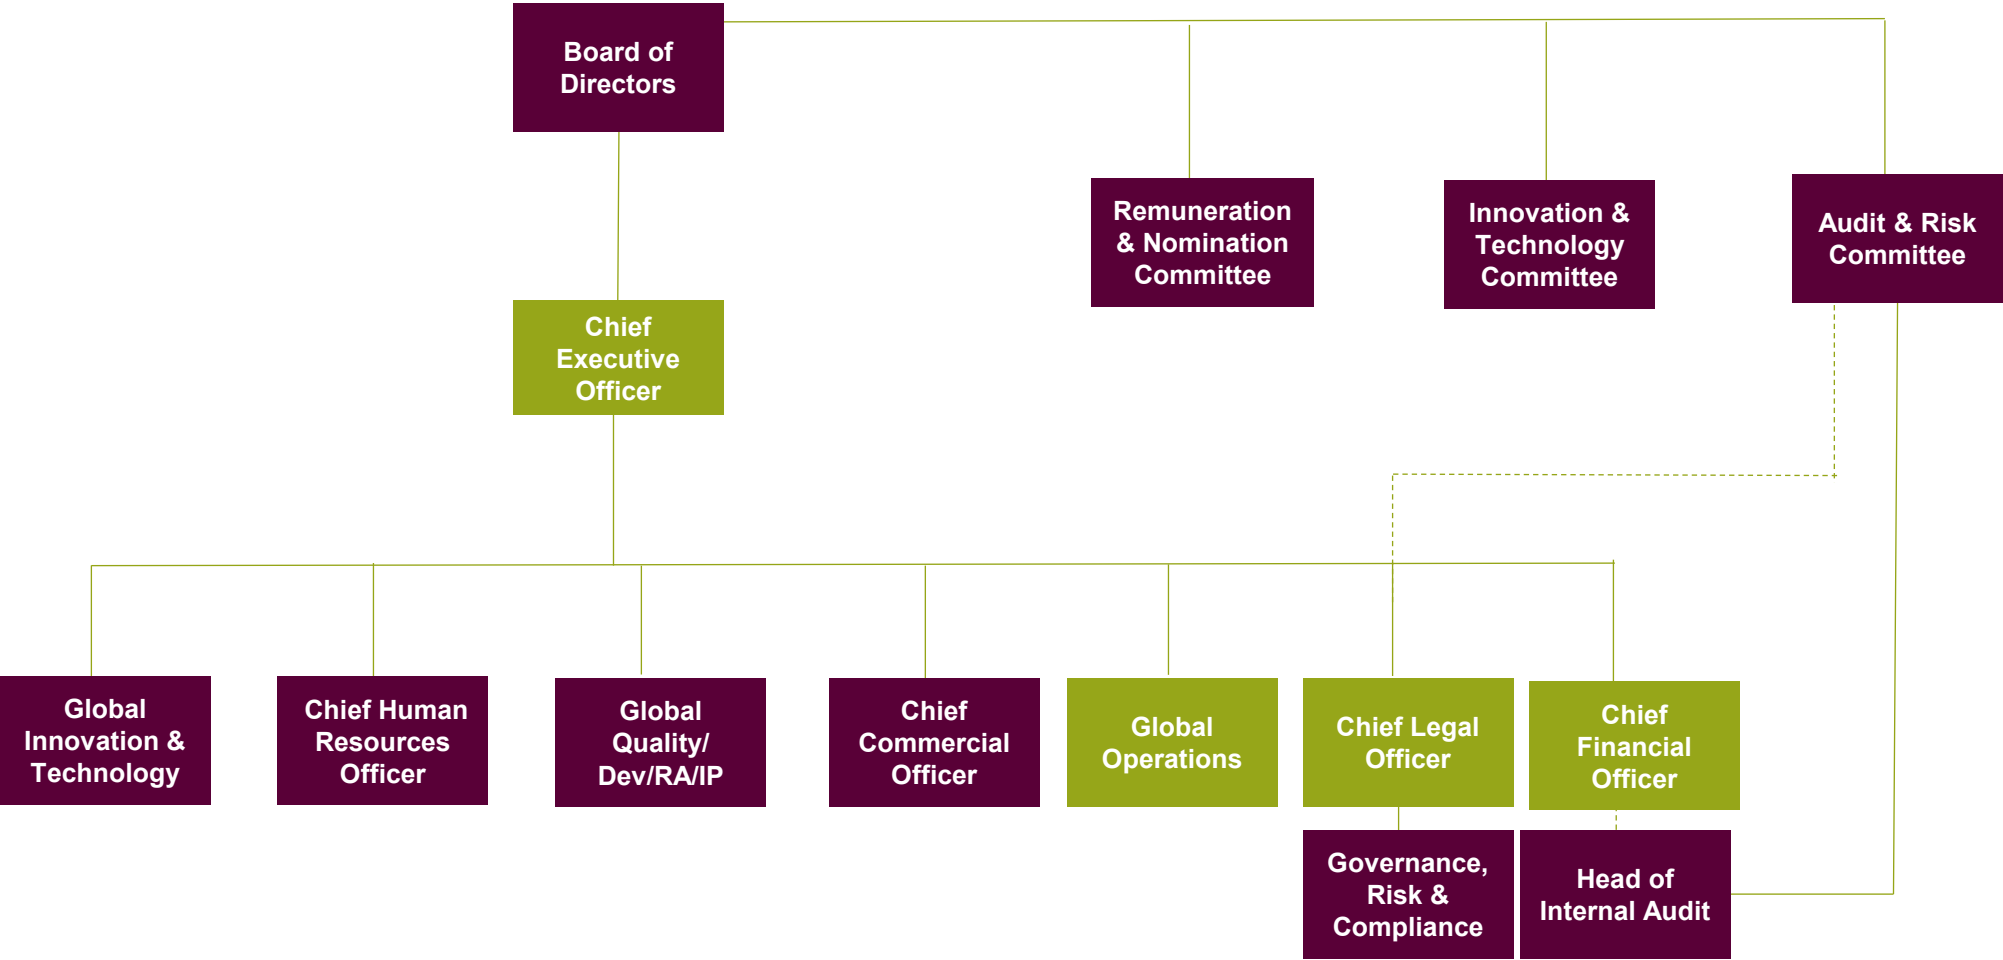 Board of
Directors
Remuneration
& Nomination
Committee
Innovation &
Technology
Committee
Audit & Risk
Committee
Chief
Executive
Officer
Global
Innovation &
Technology
Chief Human
Resources
Officer
Global
Quality/
Dev/RA/IP
Chief
Commercial
Officer
Global
Operations
Chief Legal
Officer
Chief
Financial
Officer
Governance,
Risk &
Compliance
Head of
Internal Audit